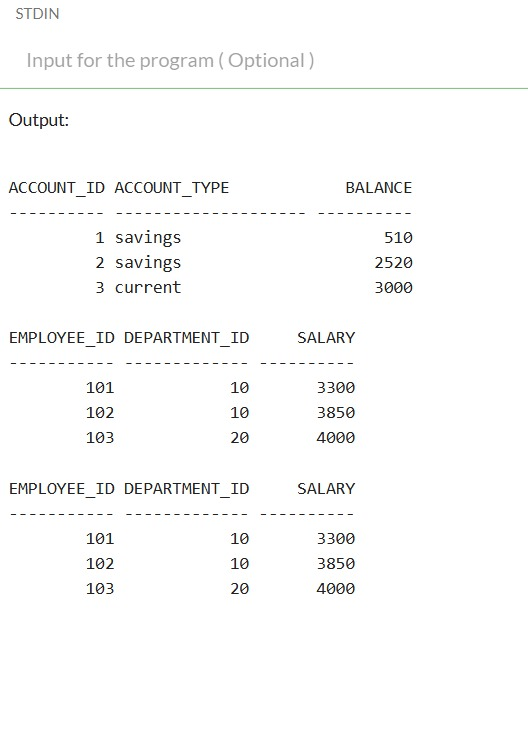 STDIN
Input for the program ( Optional )
Output:
ACCOUNT_ID ACCOUNT_TYPE            BALANCE
---------- -------------------- ----------
         1 savings                     510
         2 savings                    2520
         3 current                    3000
EMPLOYEE_ID DEPARTMENT_ID     SALARY
----------- ------------- ----------
        101            10       3300
        102            10       3850
        103            20       4000
EMPLOYEE_ID DEPARTMENT_ID     SALARY
----------- ------------- ----------
        101            10       3300
        102            10       3850
        103            20       4000